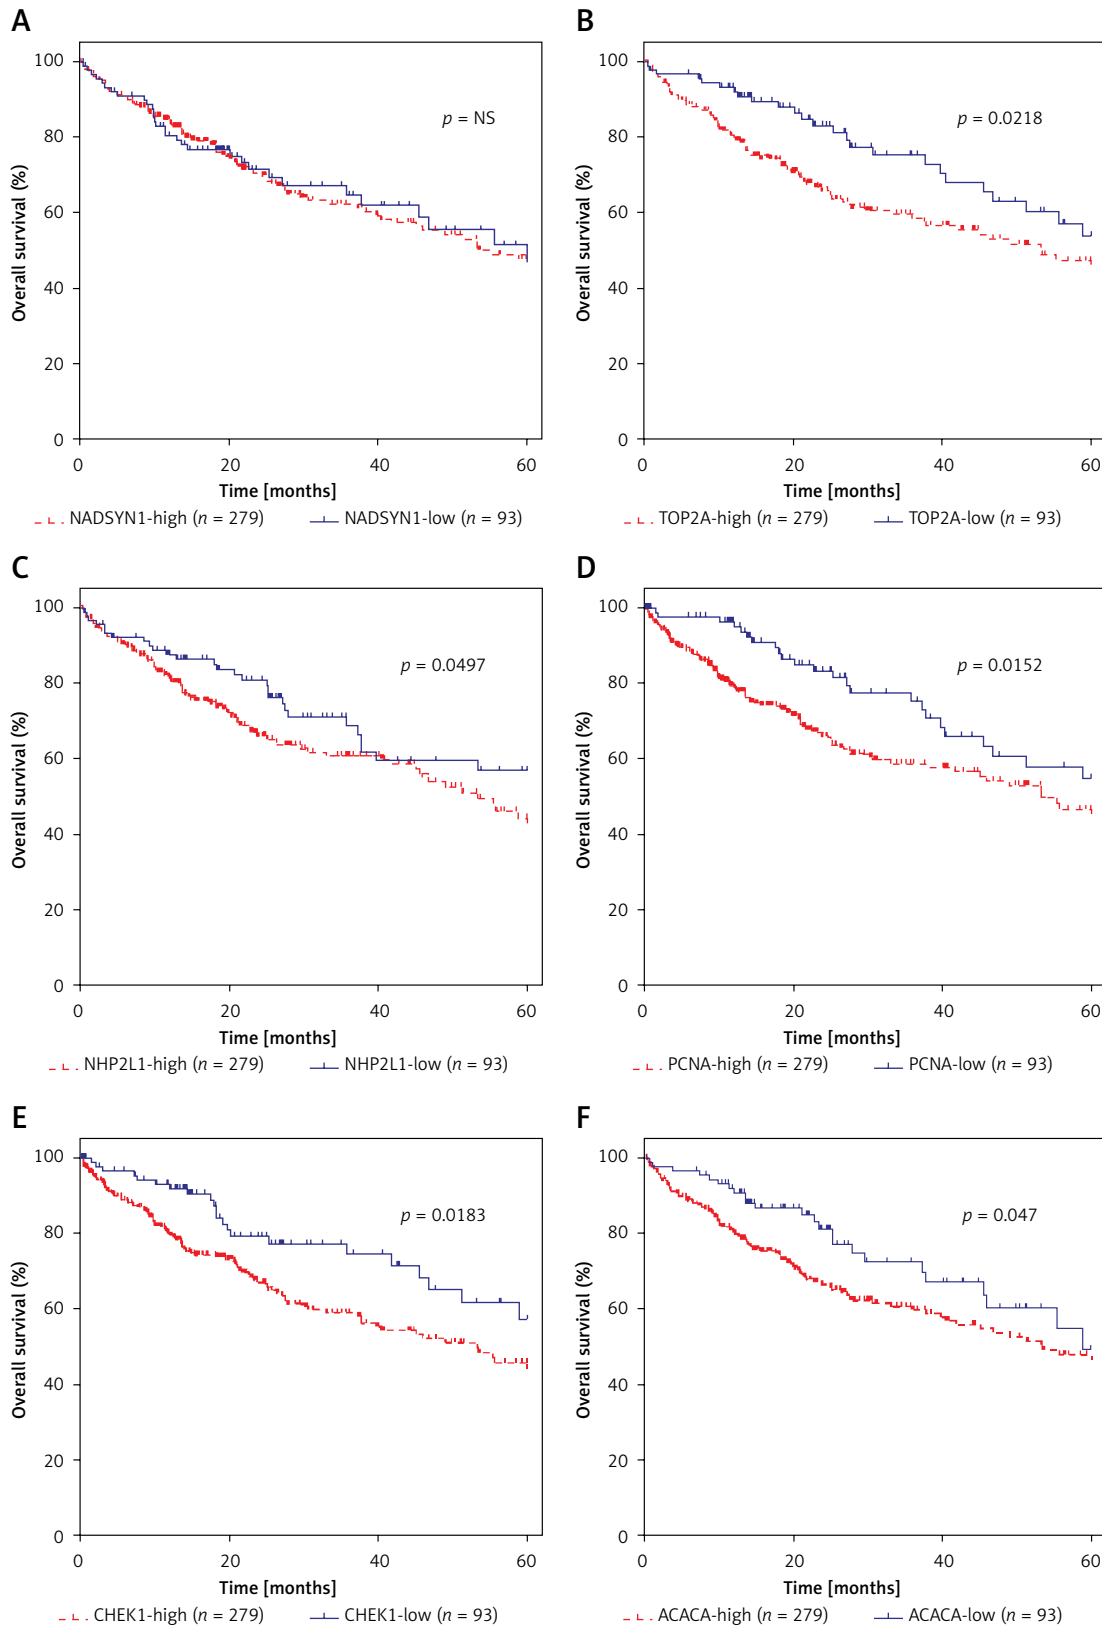 A
Overall survival (%)
100
80
60
40
20
0
p = NS
0 20 40 60
Time [months]
NADSYN1-high (n = 279) NADSYN1-low (n = 93)
B
Overall survival (%)
100
80
60
40
20
0
p = 0.0218
0 20 40 60
Time [months]
TOP2A-high (n = 279) TOP2A-low (n = 93)
C
Overall survival (%)
100
80
60
40
20
0
p = 0.0497
0 20 40 60
Time [months]
NHP2L1-high (n = 279) NHP2L1-low (n = 93)
D
Overall survival (%)
100
80
60
40
20
0
p = 0.0152
0 20 40 60
Time [months]
PCNA-high (n = 279) PCNA-low (n = 93)
E
Overall survival (%)
100
80
60
40
20
0
p = 0.0183
0 20 40 60
Time [months]
CHEK1-high (n = 279) CHEK1-low (n = 93)
F
Overall survival (%)
100
80
60
40
20
0
p = 0.047
0 20 40 60
Time [months]
ACACA-high (n = 279) ACACA-low (n = 93)